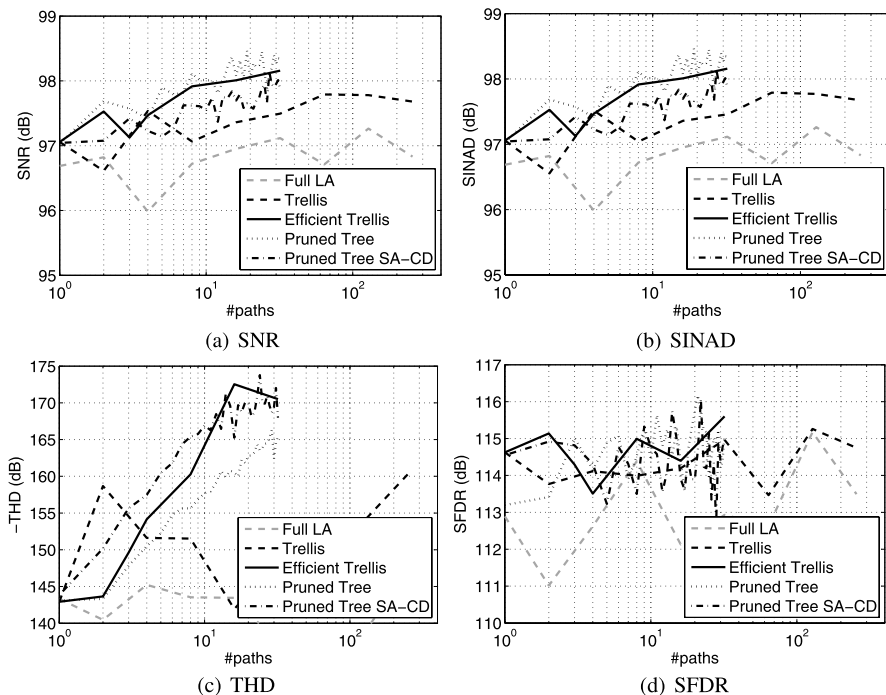 99
98
97
96
95
SNR (dB)
10^0
10^1
10^2
#paths
Full LA
Trellis
Efficient Trellis
Pruned Tree
Pruned Tree SA−CD
(a) SNR
99
98
97
96
95
SINAD (dB)
10^0
10^1
10^2
#paths
Full LA
Trellis
Efficient Trellis
Pruned Tree
Pruned Tree SA−CD
(b) SINAD
175
170
165
160
155
150
145
140
−THD (dB)
10^0
10^1
10^2
#paths
Full LA
Trellis
Efficient Trellis
Pruned Tree
Pruned Tree SA−CD
(c) THD
117
116
115
114
113
112
111
110
SFDR (dB)
10^0
10^1
10^2
#paths
Full LA
Trellis
Efficient Trellis
Pruned Tree
Pruned Tree SA−CD
(d) SFDR